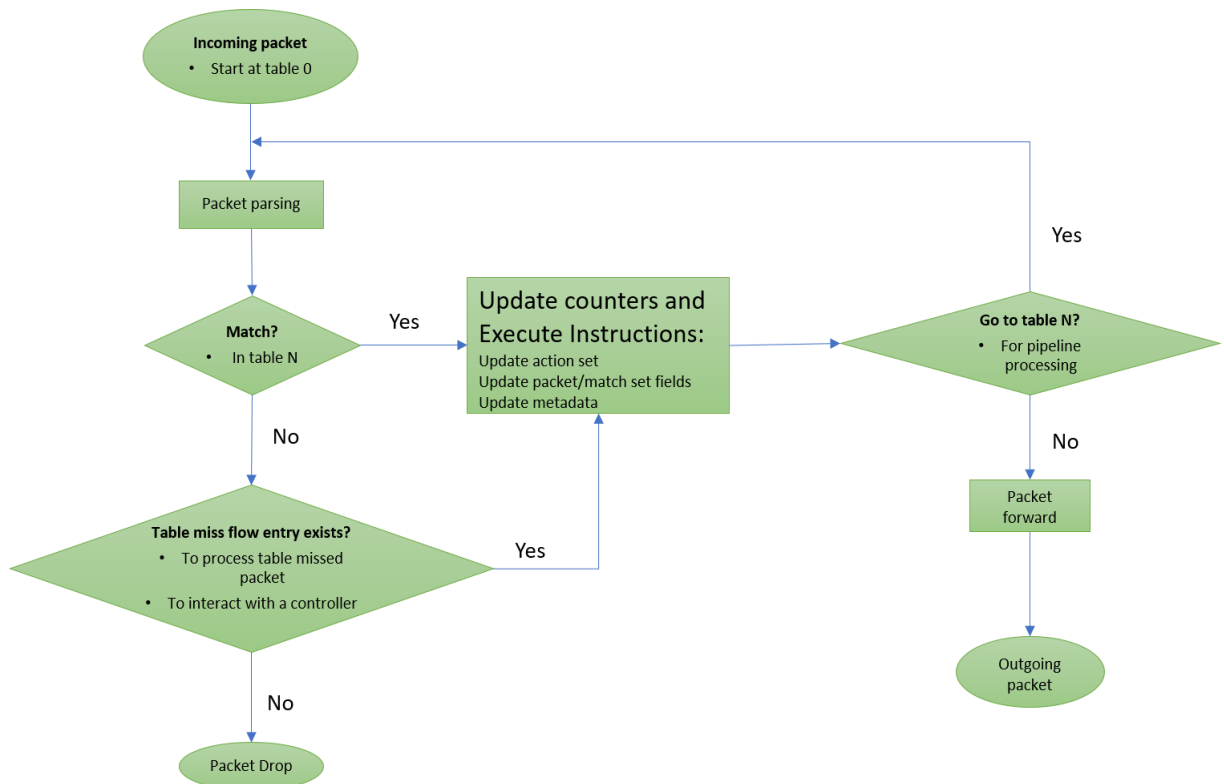 Incoming packet
• Start at table 0
Packet parsing
Match?
• In table N
Yes
No
Update counters and
Execute Instructions:
Update action set
Update packet/match set fields
Update metadata
Go to table N?
• For pipeline
processing
Yes
No
Packet
forward
Outgoing
packet
Table miss flow entry exists?
• To process table missed
packet
• To interact with a controller
Yes
No
Packet Drop